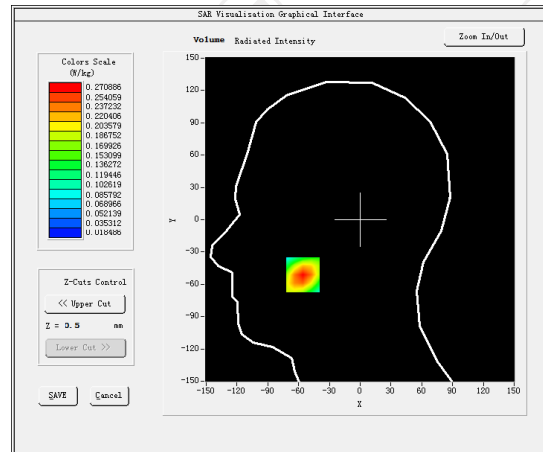 SAR Visualisation Graphical Interface
Volume Radiated Intensity
Zoom In/Out
Colors Scale
(W/kg)
0.270886
0.254059
0.237232
0.220406
0.203579
0.186752
0.169926
0.153099
0.136272
0.119446
0.102619
0.085792
0.068966
0.052139
0.035312
0.018486
Z-Cuts Control
<< Upper Cut
Z = 0.5 mm
Lower Cut >>
SAVE Cancel
150
120
90
60
30
0
-30
-60
-90
-120
-150
Y
-150 -120 -90 -60 -30 0 30 60 90 120 150
X